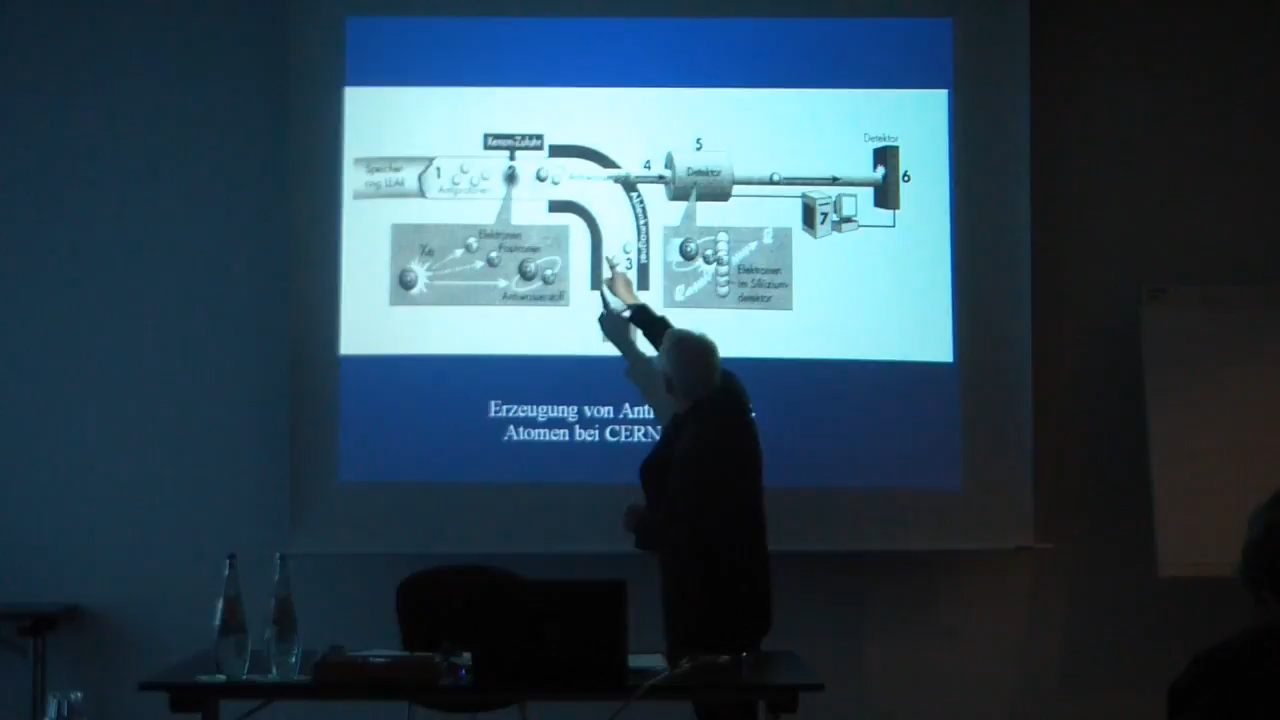 Xenon-Zufuhr
Detektor
5
Speicher-
ring LEAR
1
2
4
Detektor
6
Antiprotonen
Ablenkmagnet
7
Elektronen
Xe
Positronen
3
Elektronen
im Silizium-
detektor
Antiwasserstoff
Erzeugung von
Atomen bei CERN